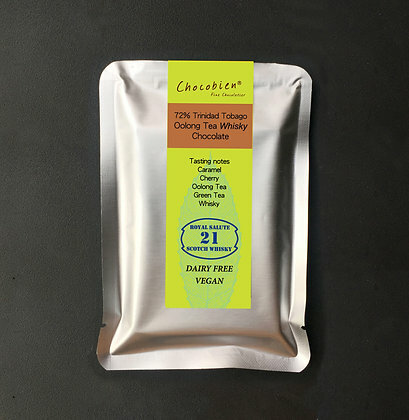 Chocobien®
Fine Chocolatier
72% Trinidad Tobago
Oolong Tea Whisky
Chocolate
Tasting notes
Caramel
Cherry
Oolong Tea
Green Tea
Whisky
ROYAL SALUTE
21
SCOTCH WHISKY
DAIRY FREE
VEGAN